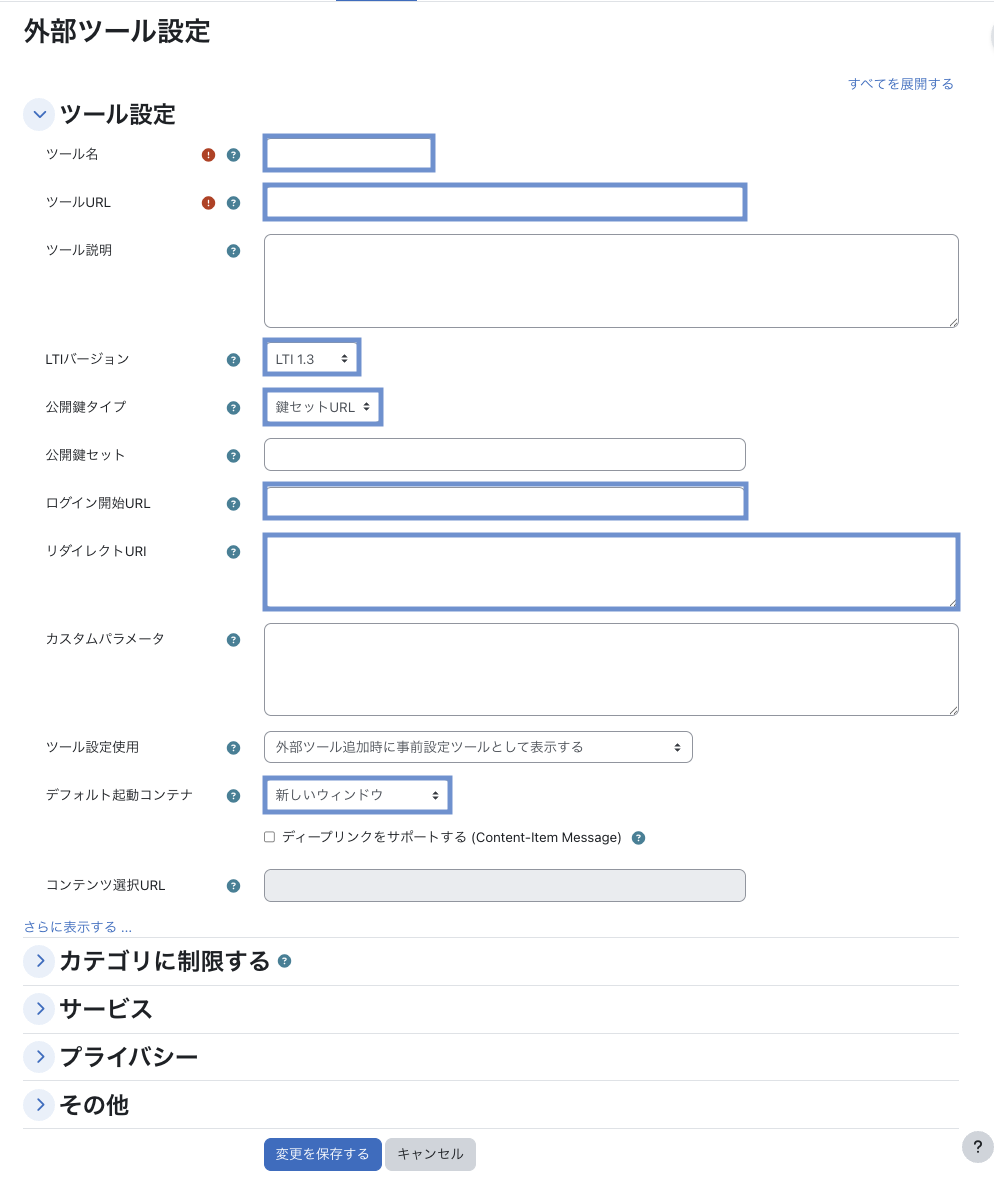 外部ツール設定
すべてを展開する
ツール設定
ツール名
ツールURL
ツール説明
LTIバージョン
LTI 1.3
公開鍵タイプ
鍵セットURL
公開鍵セット
ログイン開始URL
リダイレクトURI
カスタムパラメータ
ツール設定使用
外部ツール追加時に事前設定ツールとして表示する
デフォルト起動コンテナ
新しいウィンドウ
ディープリンクをサポートする (Content-Item Message)
コンテンツ選択URL
さらに表示する ...
カテゴリに制限する
サービス
プライバシー
その他
変更を保存する
キャンセル
?